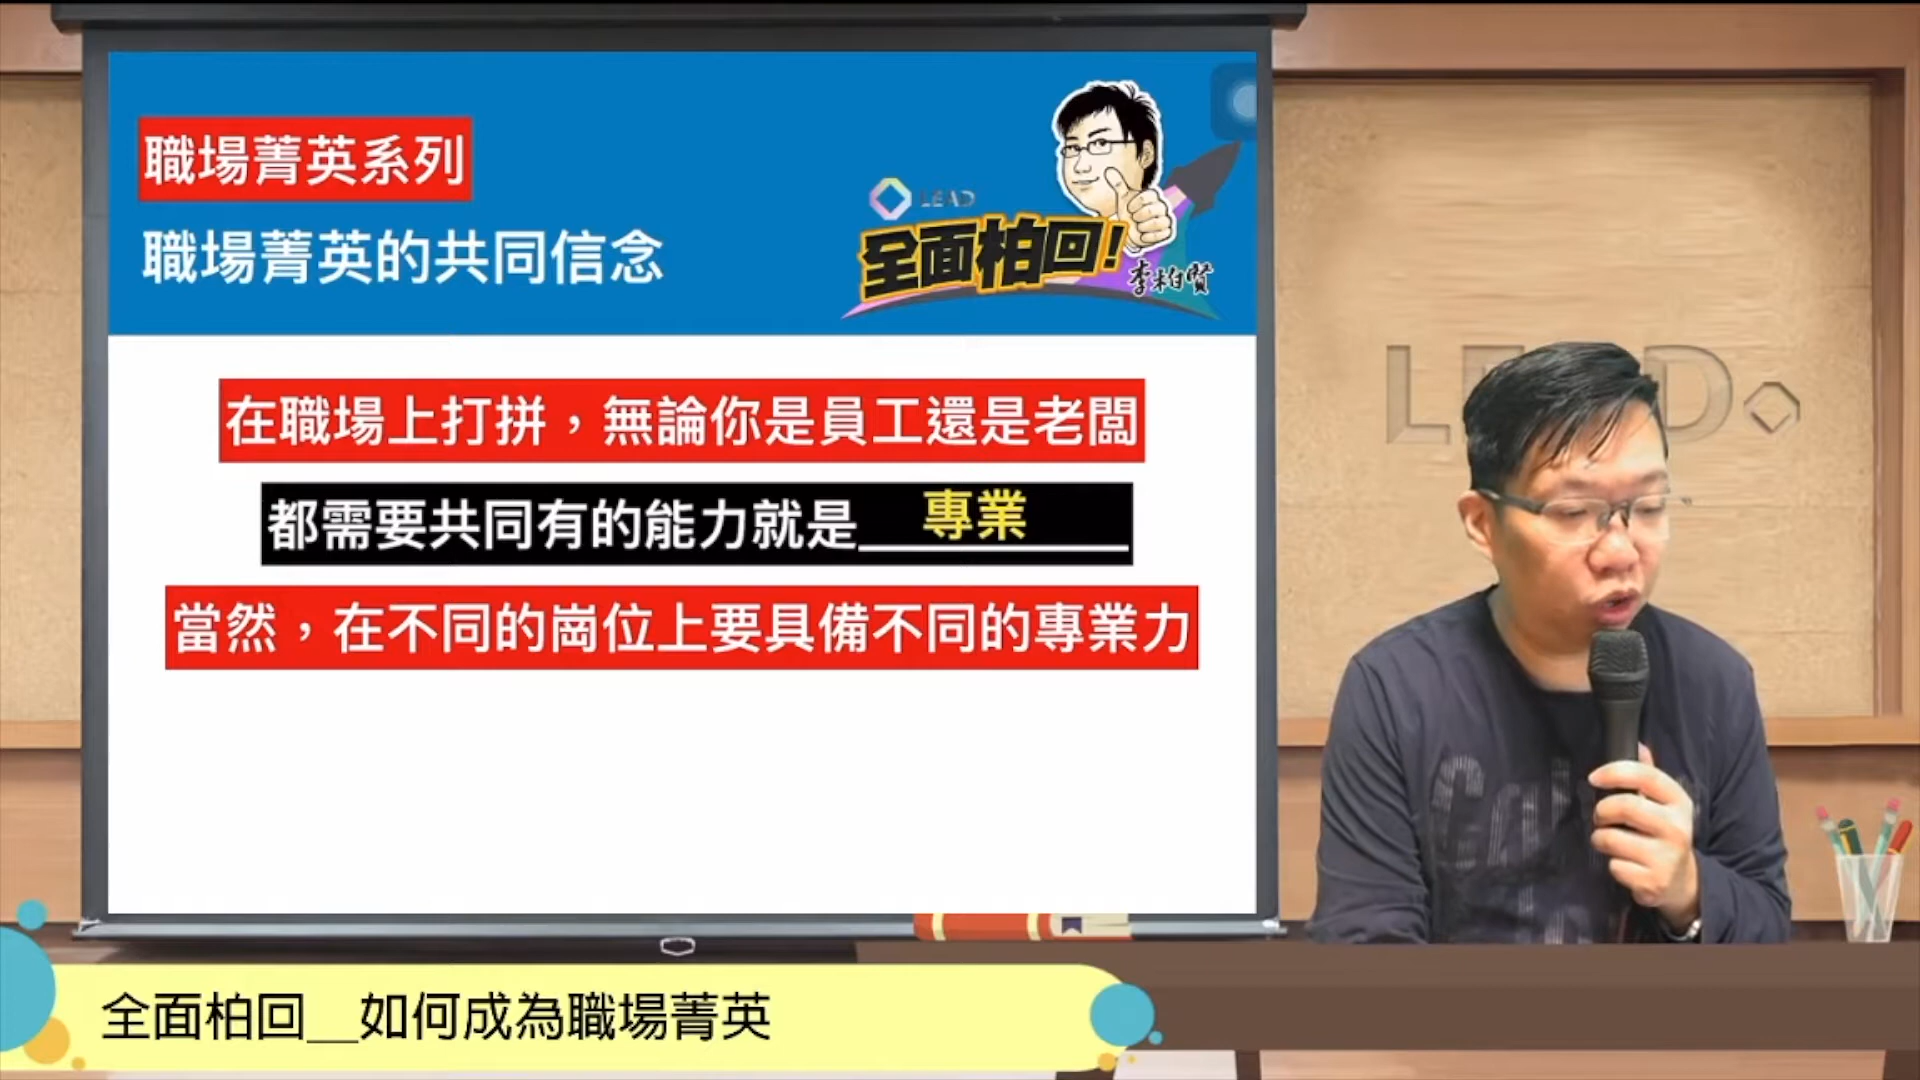 職場菁英系列
職場菁英的共同信念
LEAD
全面柏回!
李柏賢
在職場上打拼，無論你是員工還是老闆
都需要共同有的能力就是 專業
當然，在不同的崗位上要具備不同的專業力
全面柏回__如何成為職場菁英